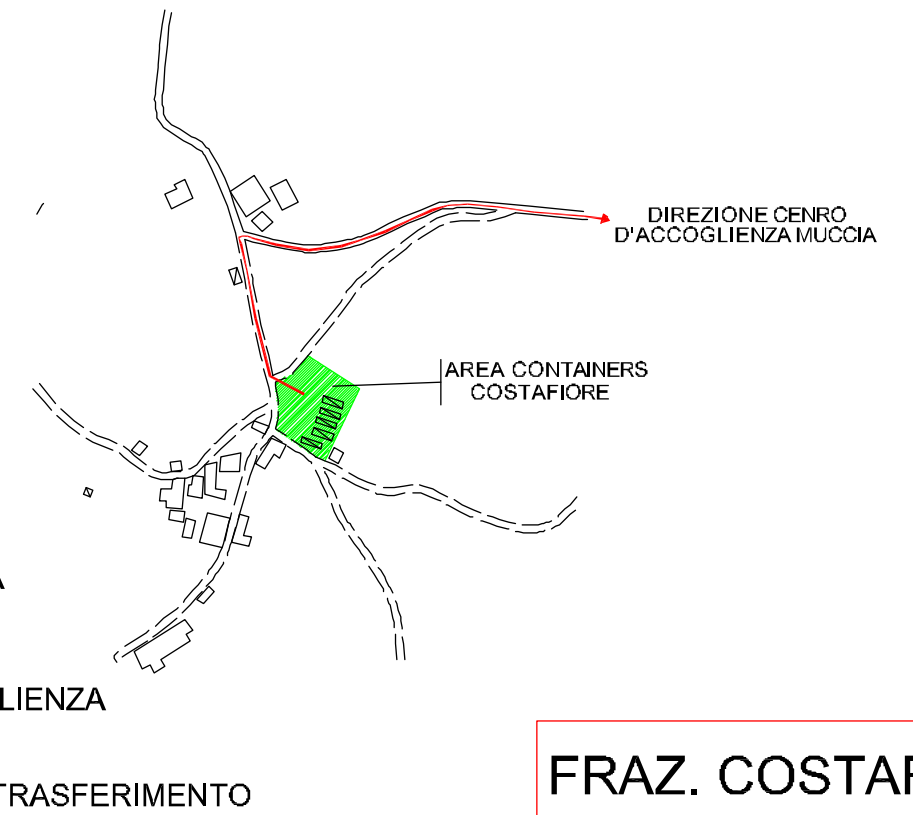 DIREZIONE CENRO
D'ACCOGLIENZA MUCCIA
AREA CONTAINERS
COSTAFIORE
A
LIENZA
TRASFERIMENTO
FRAZ. COSTAF